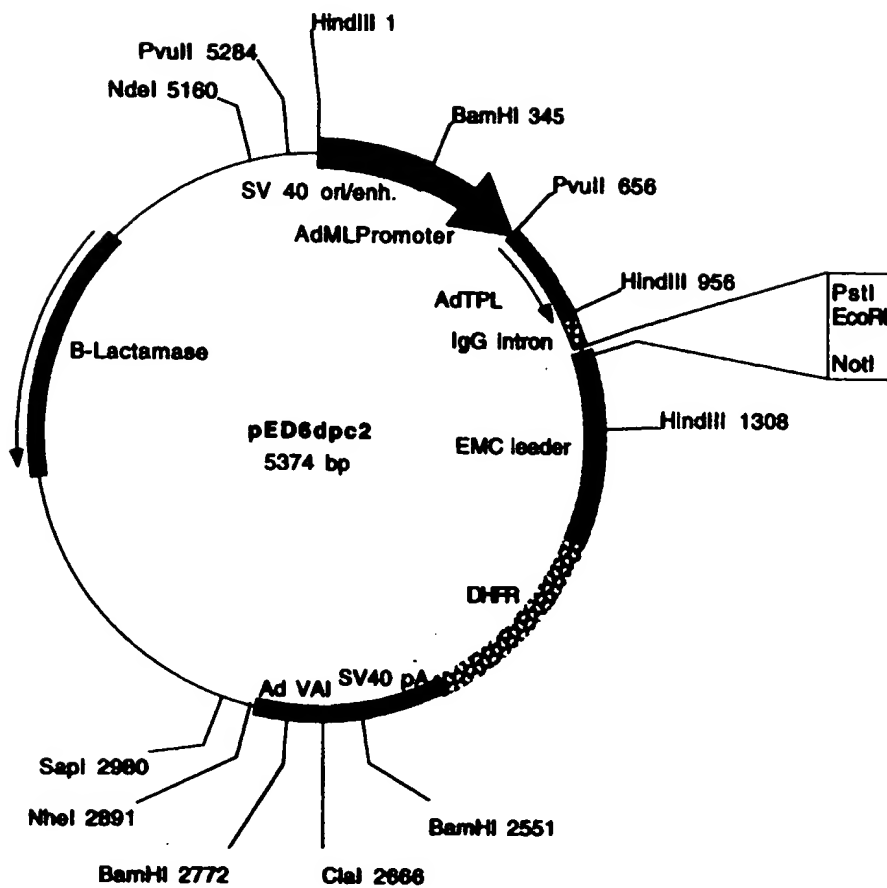 HindIII 1
PvuII 5284
NdeI 5160
BamHI 345
SV 40 ori/enh.
PvuII 656
AdMLPromoter
HindIII 956
AdTPL
PstI
EcoRI
IgG intron
B-Lactamase
NotI
pED6dpc2
5374 bp
EMC leader
HindIII 1308
DHFR
SV40 pA
Ad VAI
SapI 2980
NheI 2891
BamHI 2551
BamHI 2772
ClaI 2666